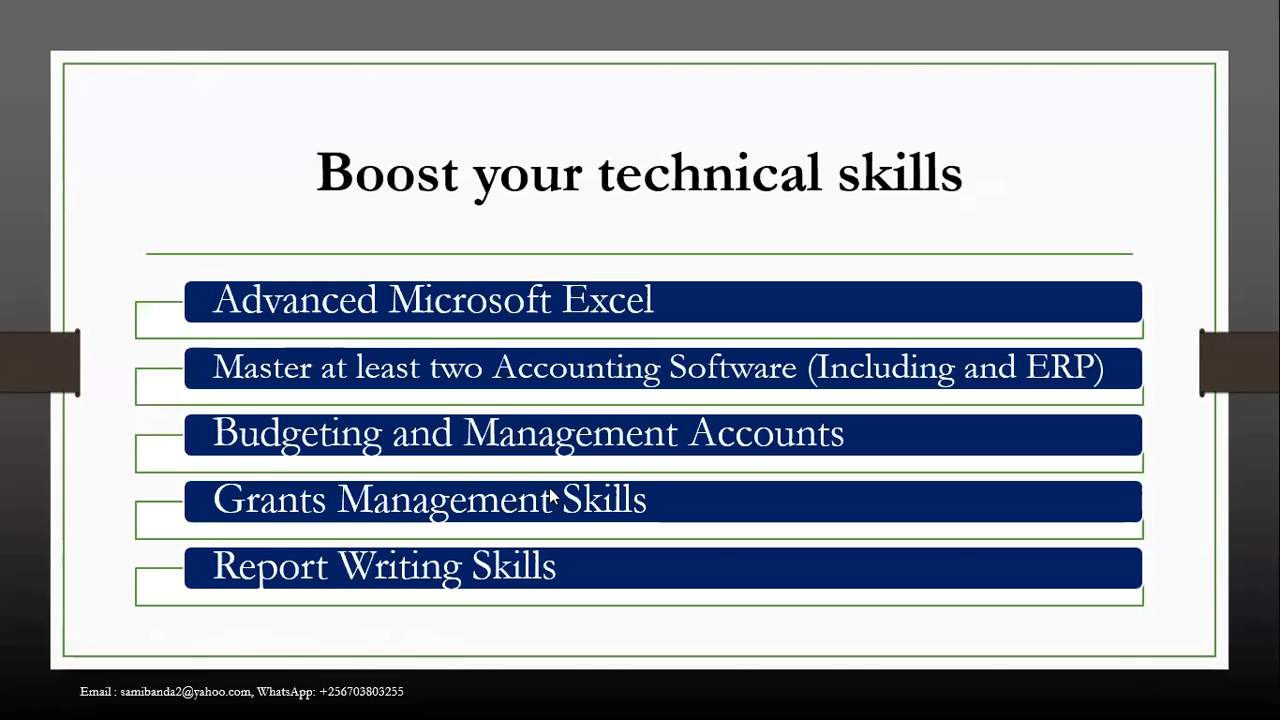 Boost your technical skills
Advanced Microsoft Excel
Master at least two Accounting Software (Including and ERP)
Budgeting and Management Accounts
Grants Management Skills
Report Writing Skills
Email : samibanda2@yahoo.com, WhatsApp: +256703803255